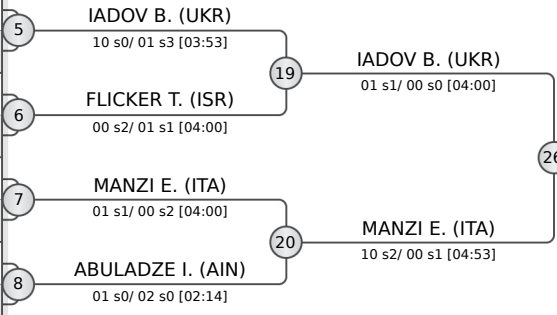 IADOV B. (UKR)
5
10 s0/ 01 s3 [03:53]
19
IADOV B. (UKR)
01 s1/ 00 s0 [04:00]
FLICKER T. (ISR)
6
00 s2/ 01 s1 [04:00]
26
MANZI E. (ITA)
7
01 s1/ 00 s2 [04:00]
20
MANZI E. (ITA)
10 s2/ 00 s1 [04:53]
ABULADZE I. (AIN)
8
01 s0/ 02 s0 [02:14]